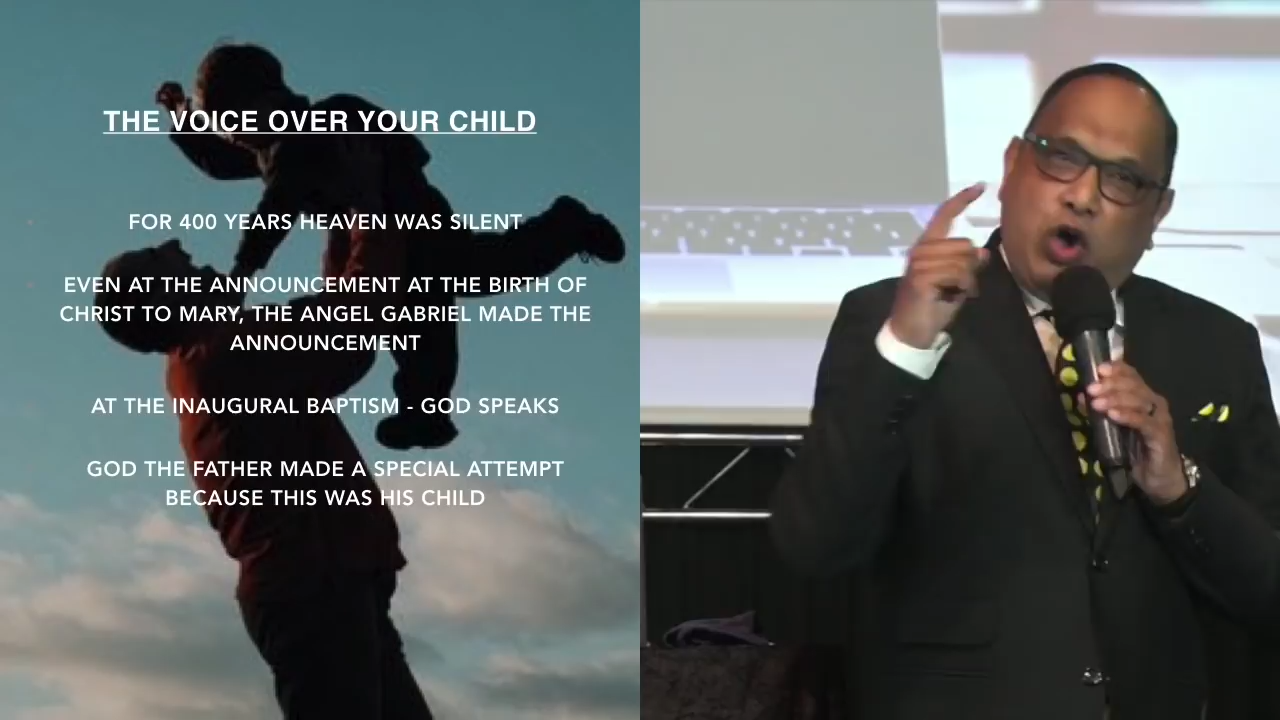 THE VOICE OVER YOUR CHILD
FOR 400 YEARS HEAVEN WAS SILENT
EVEN AT THE ANNOUNCEMENT AT THE BIRTH OF
CHRIST TO MARY, THE ANGEL GABRIEL MADE THE
ANNOUNCEMENT
AT THE INAUGURAL BAPTISM - GOD SPEAKS
GOD THE FATHER MADE A SPECIAL ATTEMPT
BECAUSE THIS WAS HIS CHILD